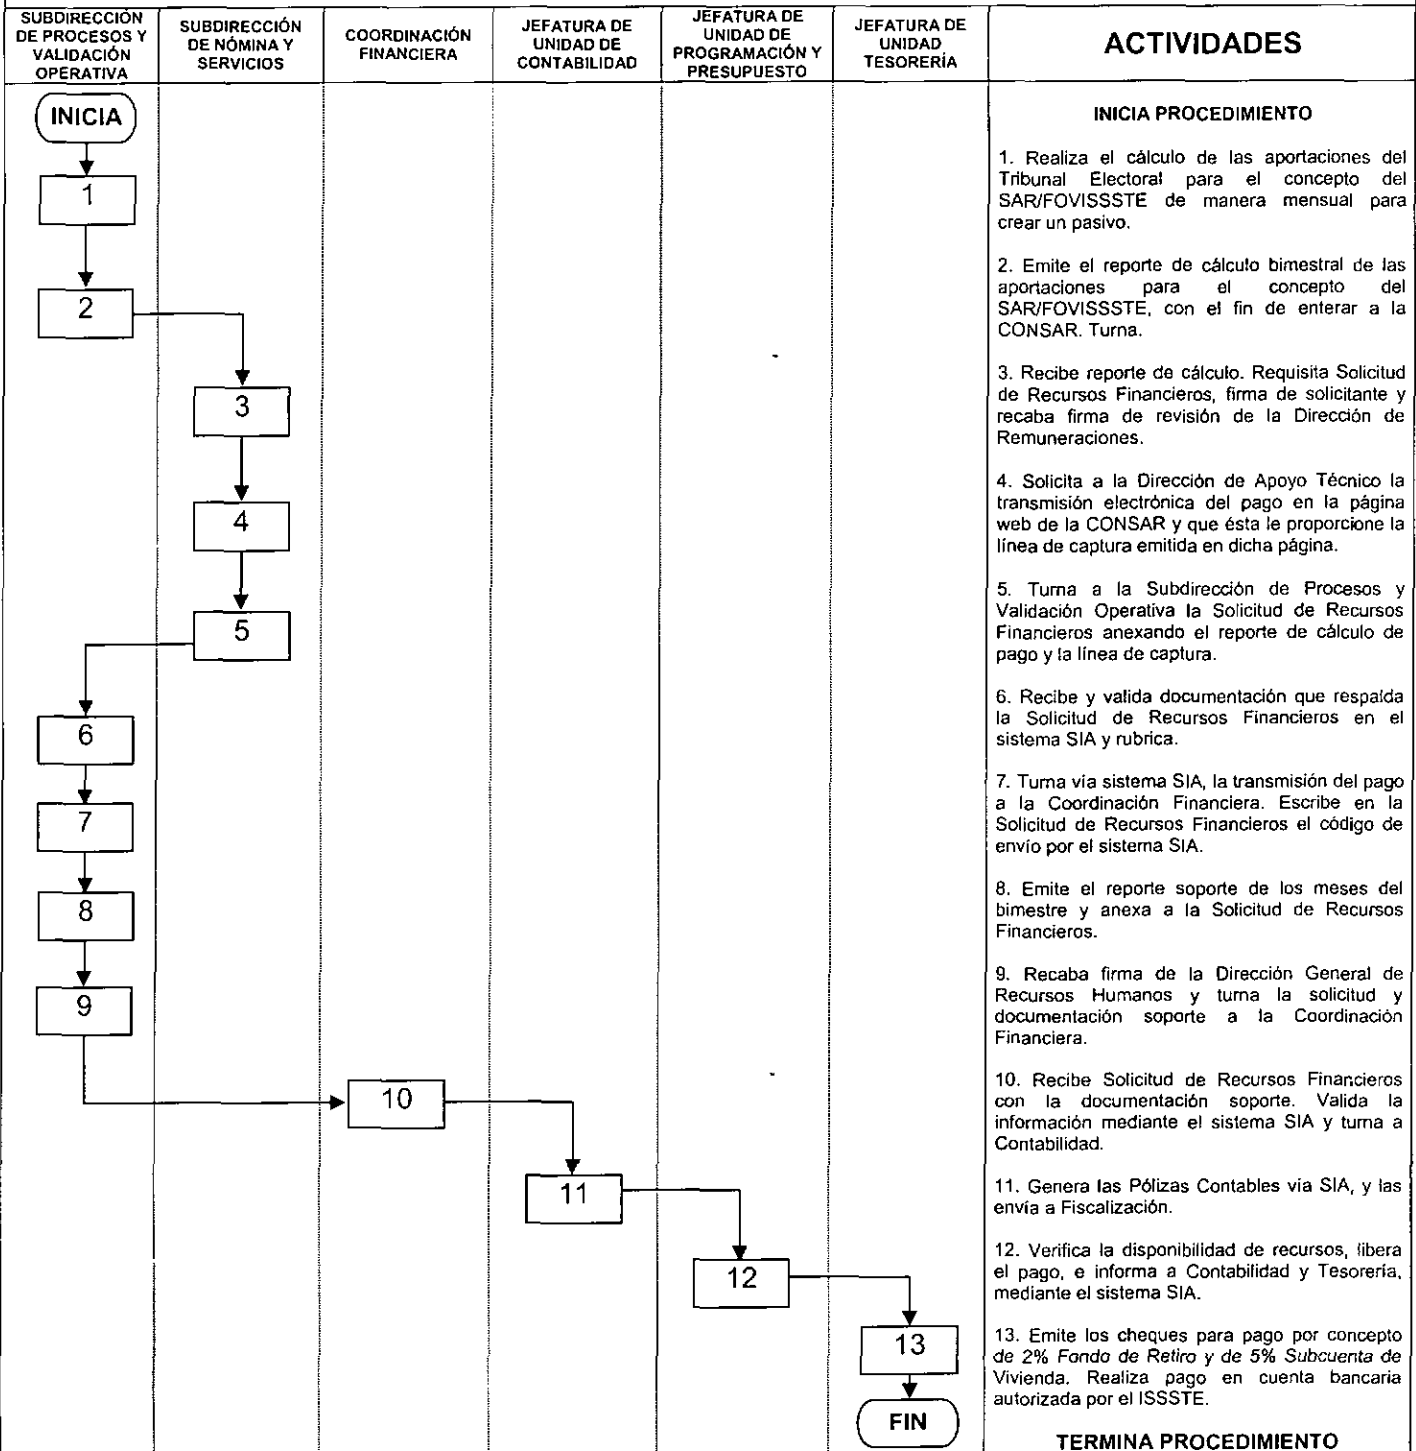 SUBDIRECCIÓN
DE PROCESOS Y
VALIDACIÓN
OPERATIVA
SUBDIRECCIÓN
DE NÓMINA Y
SERVICIOS
COORDINACIÓN
FINANCIERA
JEFATURA DE
UNIDAD DE
CONTABILIDAD
JEFATURA DE
UNIDAD DE
PROGRAMACIÓN Y
PRESUPUESTO
JEFATURA DE
UNIDAD
TESORERÍA
ACTIVIDADES
INICIA
1
2
3
4
5
6
7
8
9
10
11
12
13
FIN
INICIA PROCEDIMIENTO
1. Realiza el cálculo de las aportaciones del
Tribunal Electoral para el concepto del
SAR/FOVISSSTE de manera mensual para
crear un pasivo.
2. Emite el reporte de cálculo bimestral de las
aportaciones para el concepto del
SAR/FOVISSSTE, con el fin de enterar a la
CONSAR. Turna.
3. Recibe reporte de cálculo. Requisita Solicitud
de Recursos Financieros, firma de solicitante y
recaba firma de revisión de la Dirección de
Remuneraciones.
4. Solicita a la Dirección de Apoyo Técnico la
transmisión electrónica del pago en la página
web de la CONSAR y que ésta le proporcione la
línea de captura emitida en dicha página.
5. Turna a la Subdirección de Procesos y
Validación Operativa la Solicitud de Recursos
Financieros anexando el reporte de cálculo de
pago y la línea de captura.
6. Recibe y valida documentación que respalda
la Solicitud de Recursos Financieros en el
sistema SIA y rubrica.
7. Turna vía sistema SIA, la transmisión del pago
a la Coordinación Financiera. Escribe en la
Solicitud de Recursos Financieros el código de
envío por el sistema SIA.
8. Emite el reporte soporte de los meses del
bimestre y anexa a la Solicitud de Recursos
Financieros.
9. Recaba firma de la Dirección General de
Recursos Humanos y turna la solicitud y
documentación soporte a la Coordinación
Financiera.
10. Recibe Solicitud de Recursos Financieros
con la documentación soporte. Valida la
información mediante el sistema SIA y turna a
Contabilidad.
11. Genera las Pólizas Contables vía SIA, y las
envía a Fiscalización.
12. Verifica la disponibilidad de recursos, libera
el pago, e informa a Contabilidad y Tesorería,
mediante el sistema SIA.
13. Emite los cheques para pago por concepto
de 2% Fondo de Retiro y de 5% Subcuenta de
Vivienda. Realiza pago en cuenta bancaria
autorizada por el ISSSTE.
TERMINA PROCEDIMIENTO